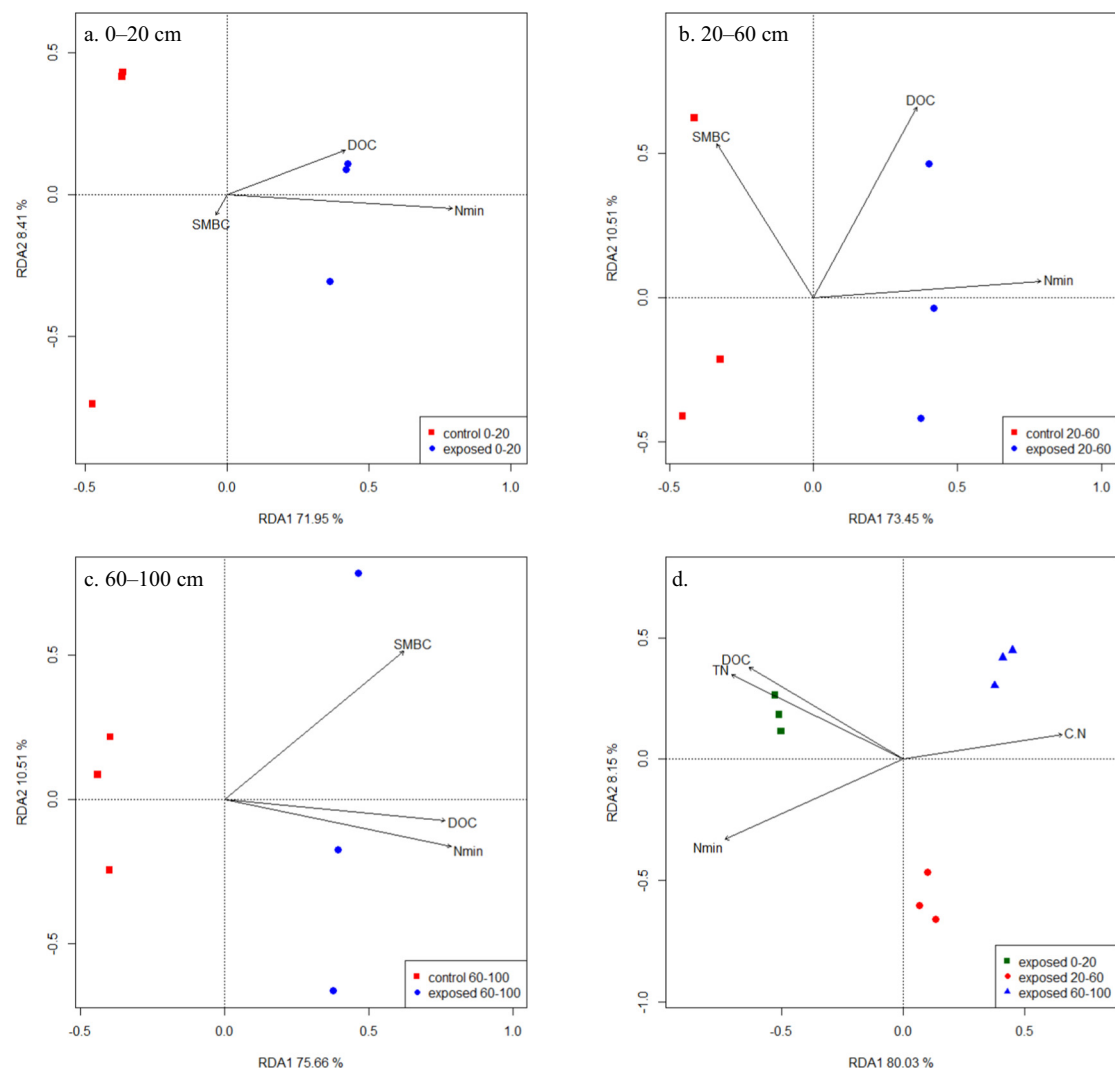 a. 0–20 cm
0.5
0.0
-0.5
RDA2 8.41 %
DOC
Nmin
SMBC
control 0-20
exposed 0-20
-0.5 0.0 0.5 1.0
RDA1 71.95 %
b. 20–60 cm
0.5
0.0
-0.5
RDA2 10.51 %
DOC
SMBC
Nmin
control 20-60
exposed 20-60
-0.5 0.0 0.5 1.0
RDA1 73.45 %
c. 60–100 cm
0.5
0.0
-0.5
RDA2 10.51 %
SMBC
DOC
Nmin
control 60-100
exposed 60-100
-0.5 0.0 0.5 1.0
RDA1 75.66 %
d.
0.5
0.0
-0.5
-1.0
RDA2 8.15 %
DOC
TN
C.N
Nmin
exposed 0-20
exposed 20-60
exposed 60-100
-0.5 0.0 0.5
RDA1 80.03 %